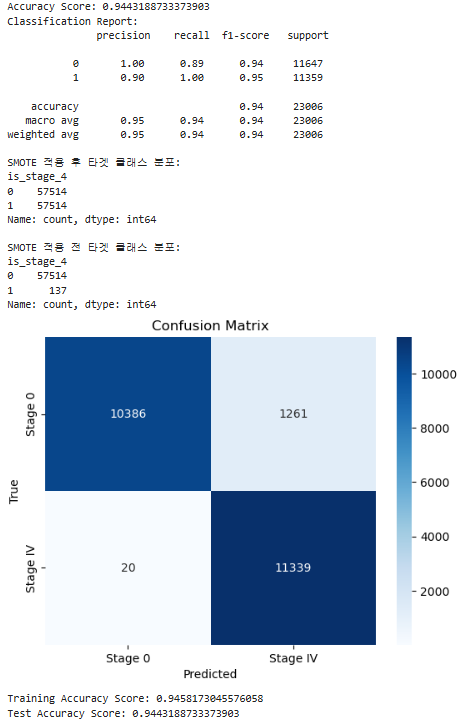 Accuracy Score: 0.9443188733373903
Classification Report:
precision recall f1-score support
0 1.00 0.89 0.94 11647
1 0.90 1.00 0.95 11359
accuracy 0.94 23006
macro avg 0.95 0.94 0.94 23006
weighted avg 0.95 0.94 0.94 23006
SMOTE 적용 후 타겟 클래스 분포:
is_stage_4
0 57514
1 57514
Name: count, dtype: int64
SMOTE 적용 전 타겟 클래스 분포:
is_stage_4
0 57514
1 137
Name: count, dtype: int64
Confusion Matrix
Stage 0
10386
1261
True
Stage IV
20
11339
Stage 0
Stage IV
Predicted
10000
8000
6000
4000
2000
Training Accuracy Score: 0.9458173045576058
Test Accuracy Score: 0.9443188733373903